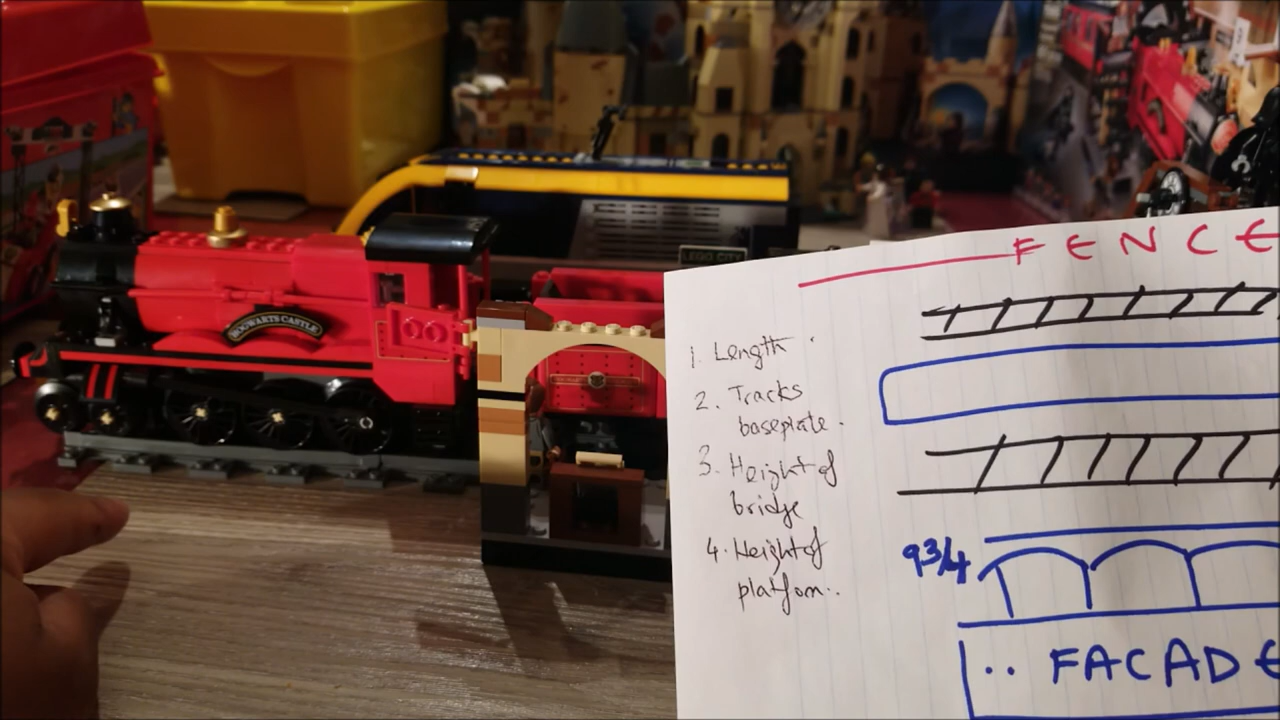 LEGO CITY
HOGWARTS CASTLE
FENCE
1. Length.
2. Tracks
baseplate.
3. Height of
bridge
4. Height of
platfom..
9 3/4
.. FACADE